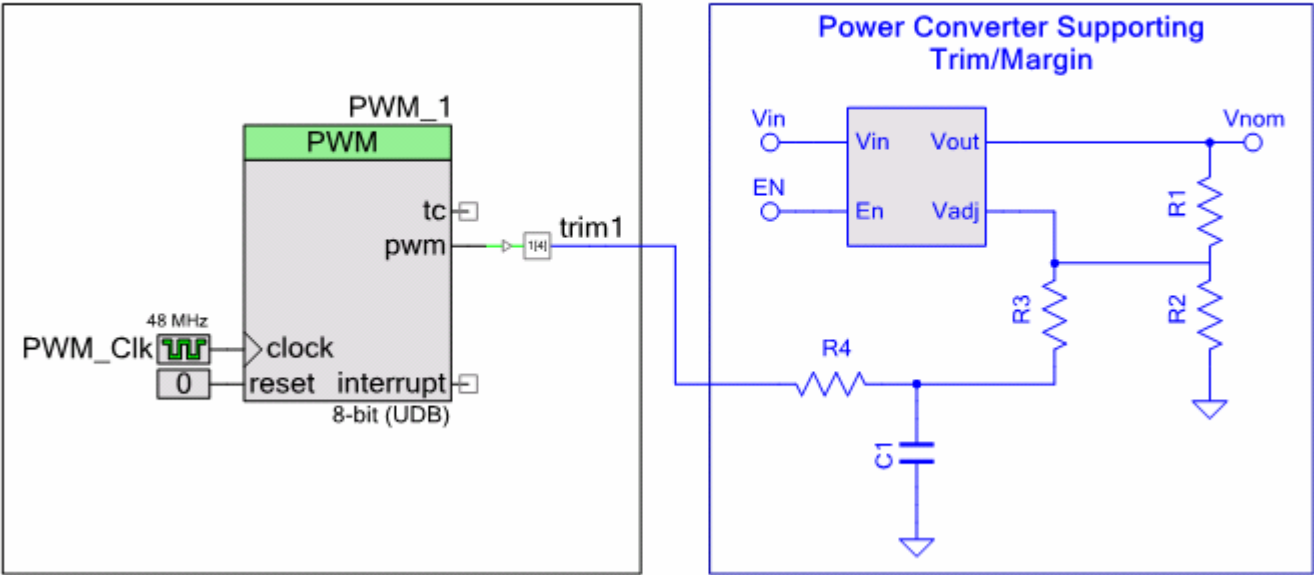 PWM_1
PWM
tc
pwm
trim1
1[4]
48 MHz
PWM_Clk
clock
0
reset
interrupt
8-bit (UDB)
Power Converter Supporting
Trim/Margin
Vin
Vin
Vout
Vnom
EN
En
Vadj
R1
R3
R2
R4
C1